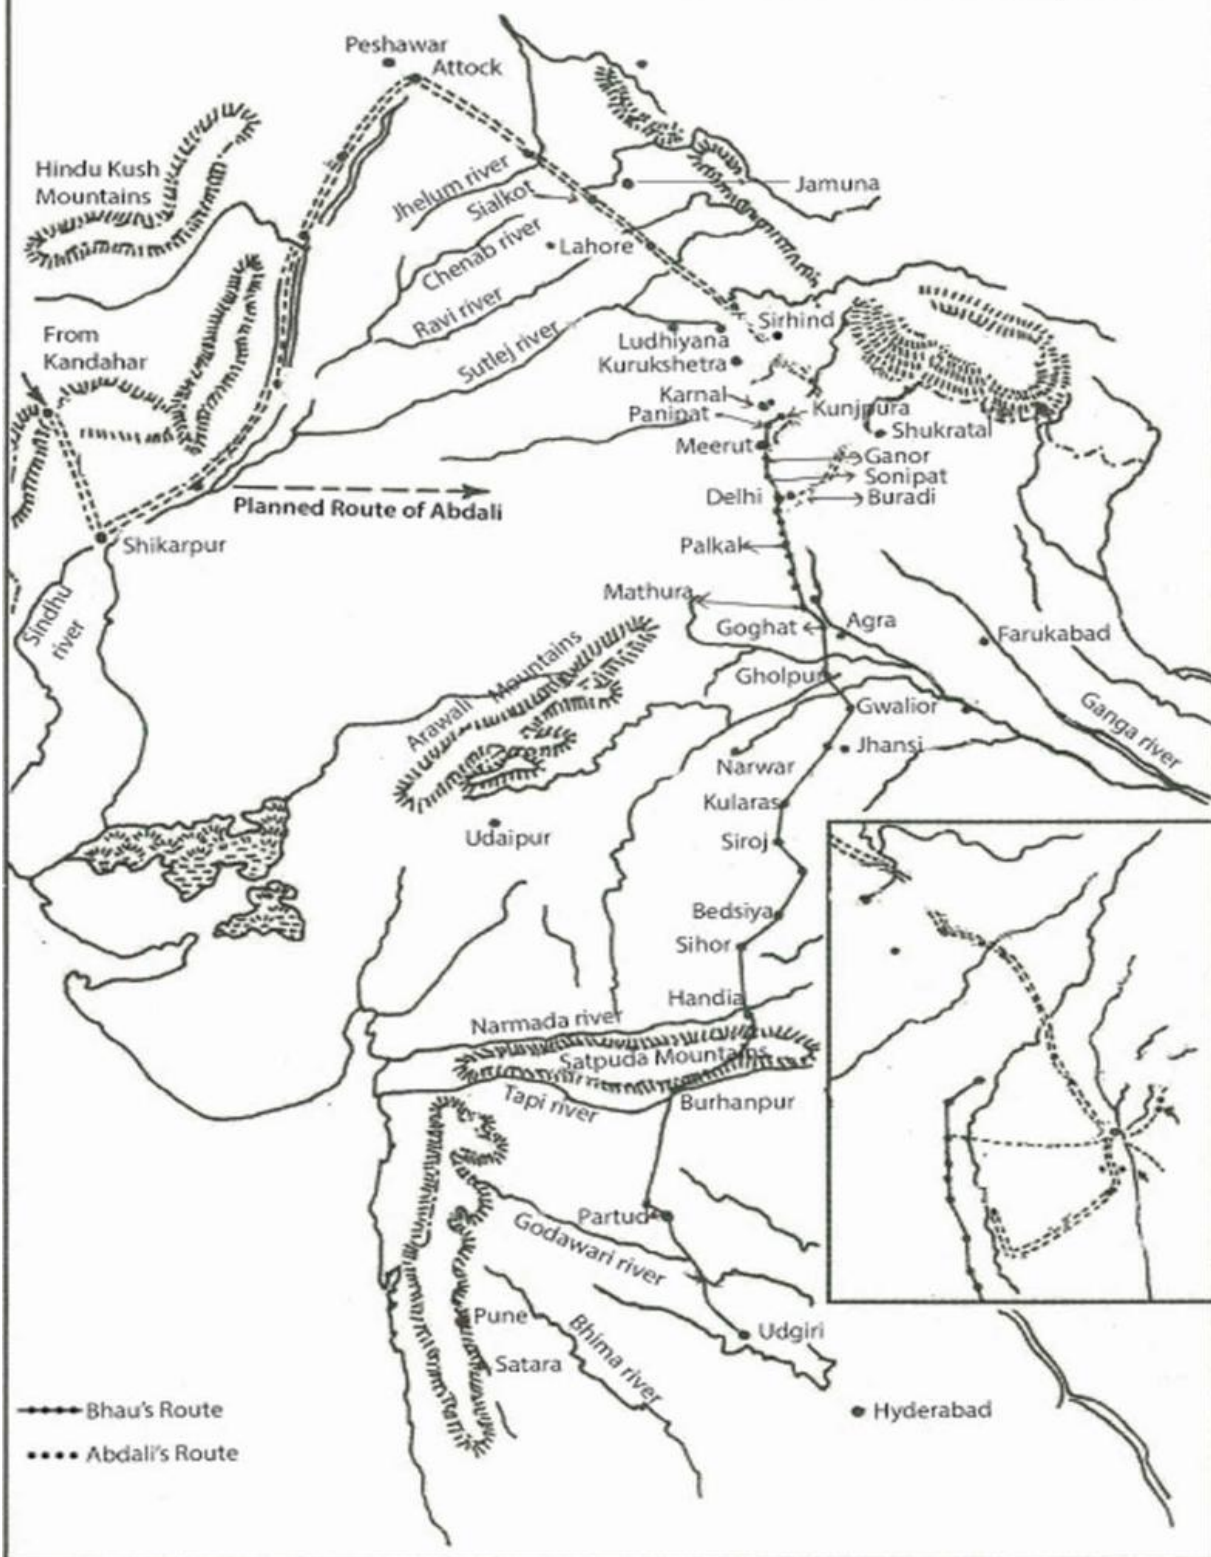 Peshawar
Attock
Hindu Kush
Mountains
Jhelum river
Sialkot
Jamuna
Chenab river
Lahore
Ravi river
From
Kandahar
Sutlej river
Sirhind
Ludhiyana
Kurukshetra
Karnal
Kunjpura
Panipat
Shukratal
Meerut
Ganor
Sonipat
Delhi
Buradi
Planned Route of Abdali
Shikarpur
Palkal
Sindhu
river
Mathura
Goghat
Agra
Farukabad
Arawali Mountains
Gholpur
Gwalior
Ganga river
Jhansi
Narwar
Kularas
Udaipur
Siroj
Bedsiya
Sihor
Handia
Narmada river
Satpuda Mountains
Tapi river
Burhanpur
Partud
Godawari river
Pune
Udgiri
Bhima river
Satara
Bhau's Route
Hyderabad
Abdali's Route